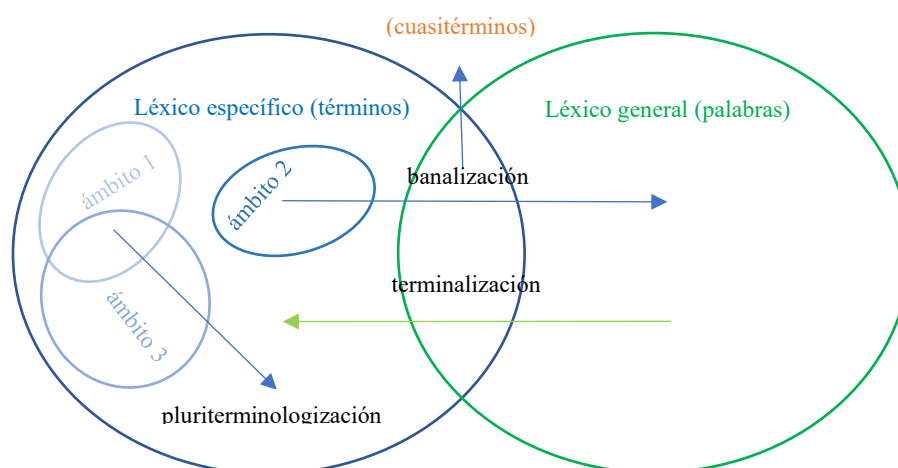 (cuasitérminos)
Léxico específico (términos)
Léxico general (palabras)
ámbito 1
ámbito 2
banalización
terminalización
ámbito 3
pluriterminologización